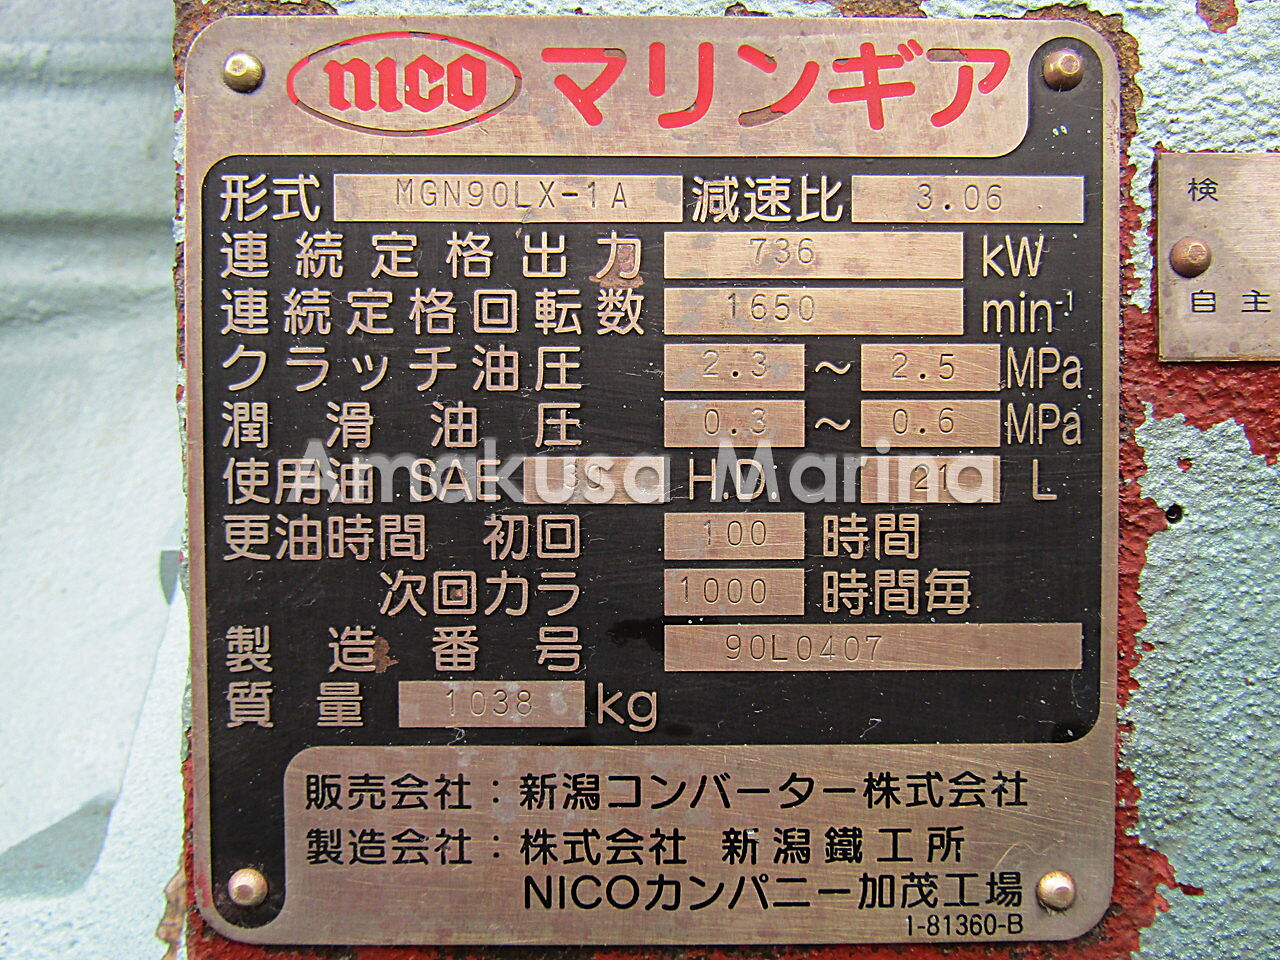 NICO マリンギア
形式 MGN90LX-1A 減速比 3.06
連続定格出力 736 kW
連続定格回転数 1650 min⁻¹
クラッチ油圧 2.3 ～ 2.5 MPa
潤滑油圧 0.3 ～ 0.6 MPa
使用油 SAE 30 H.D. 21 L
更油時間 初回 100 時間
次回カラ 1000 時間毎
製造番号 90L0407
質量 1038 kg
販売会社：新潟コンバーター株式会社
製造会社：株式会社 新潟鐵工所
NICOカンパニー加茂工場
1-81360-B
検
自主
Amakusa Marina